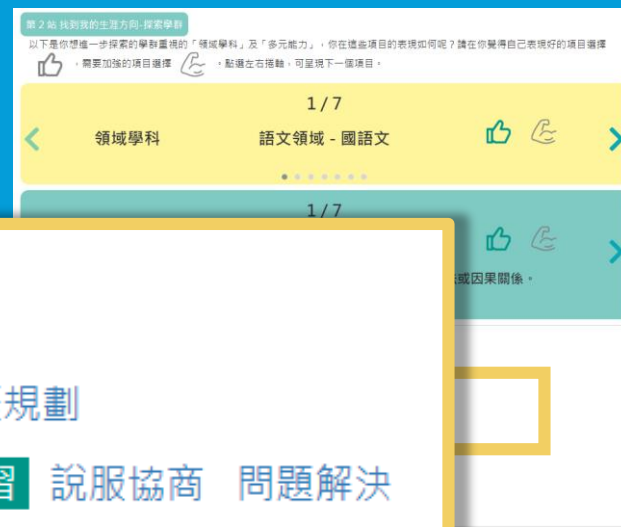 第 2 站 找到我的生涯方向-探索學群
以下是你想進一步探索的學群重視的「領域學科」及「多元能力」，你在這些項目的表現如何呢？請在你覺得自己表現好的項目選擇
，需要加強的項目選擇 ，點選左右捲軸，可呈現下一個項目。
1 / 7
領域學科 語文領域 - 國語文
1 / 7
或因果關係。
規劃
習 說服協商 問題解決